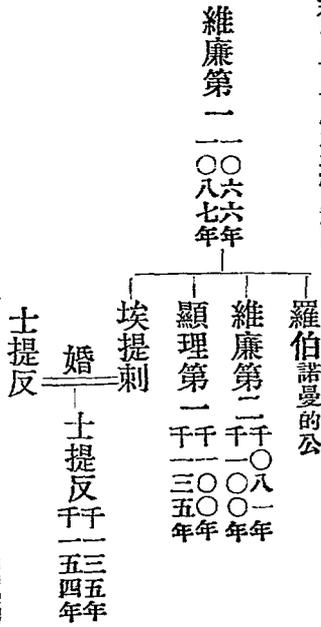 維廉第一 一〇六六年 一〇八七年
羅伯 諾曼的公
維廉第二 千〇八一年 千一〇〇年
顯理第一 千一〇〇年 千一三五年
埃提刺
婚
士提反
士提反 千一三五年 千一五四年